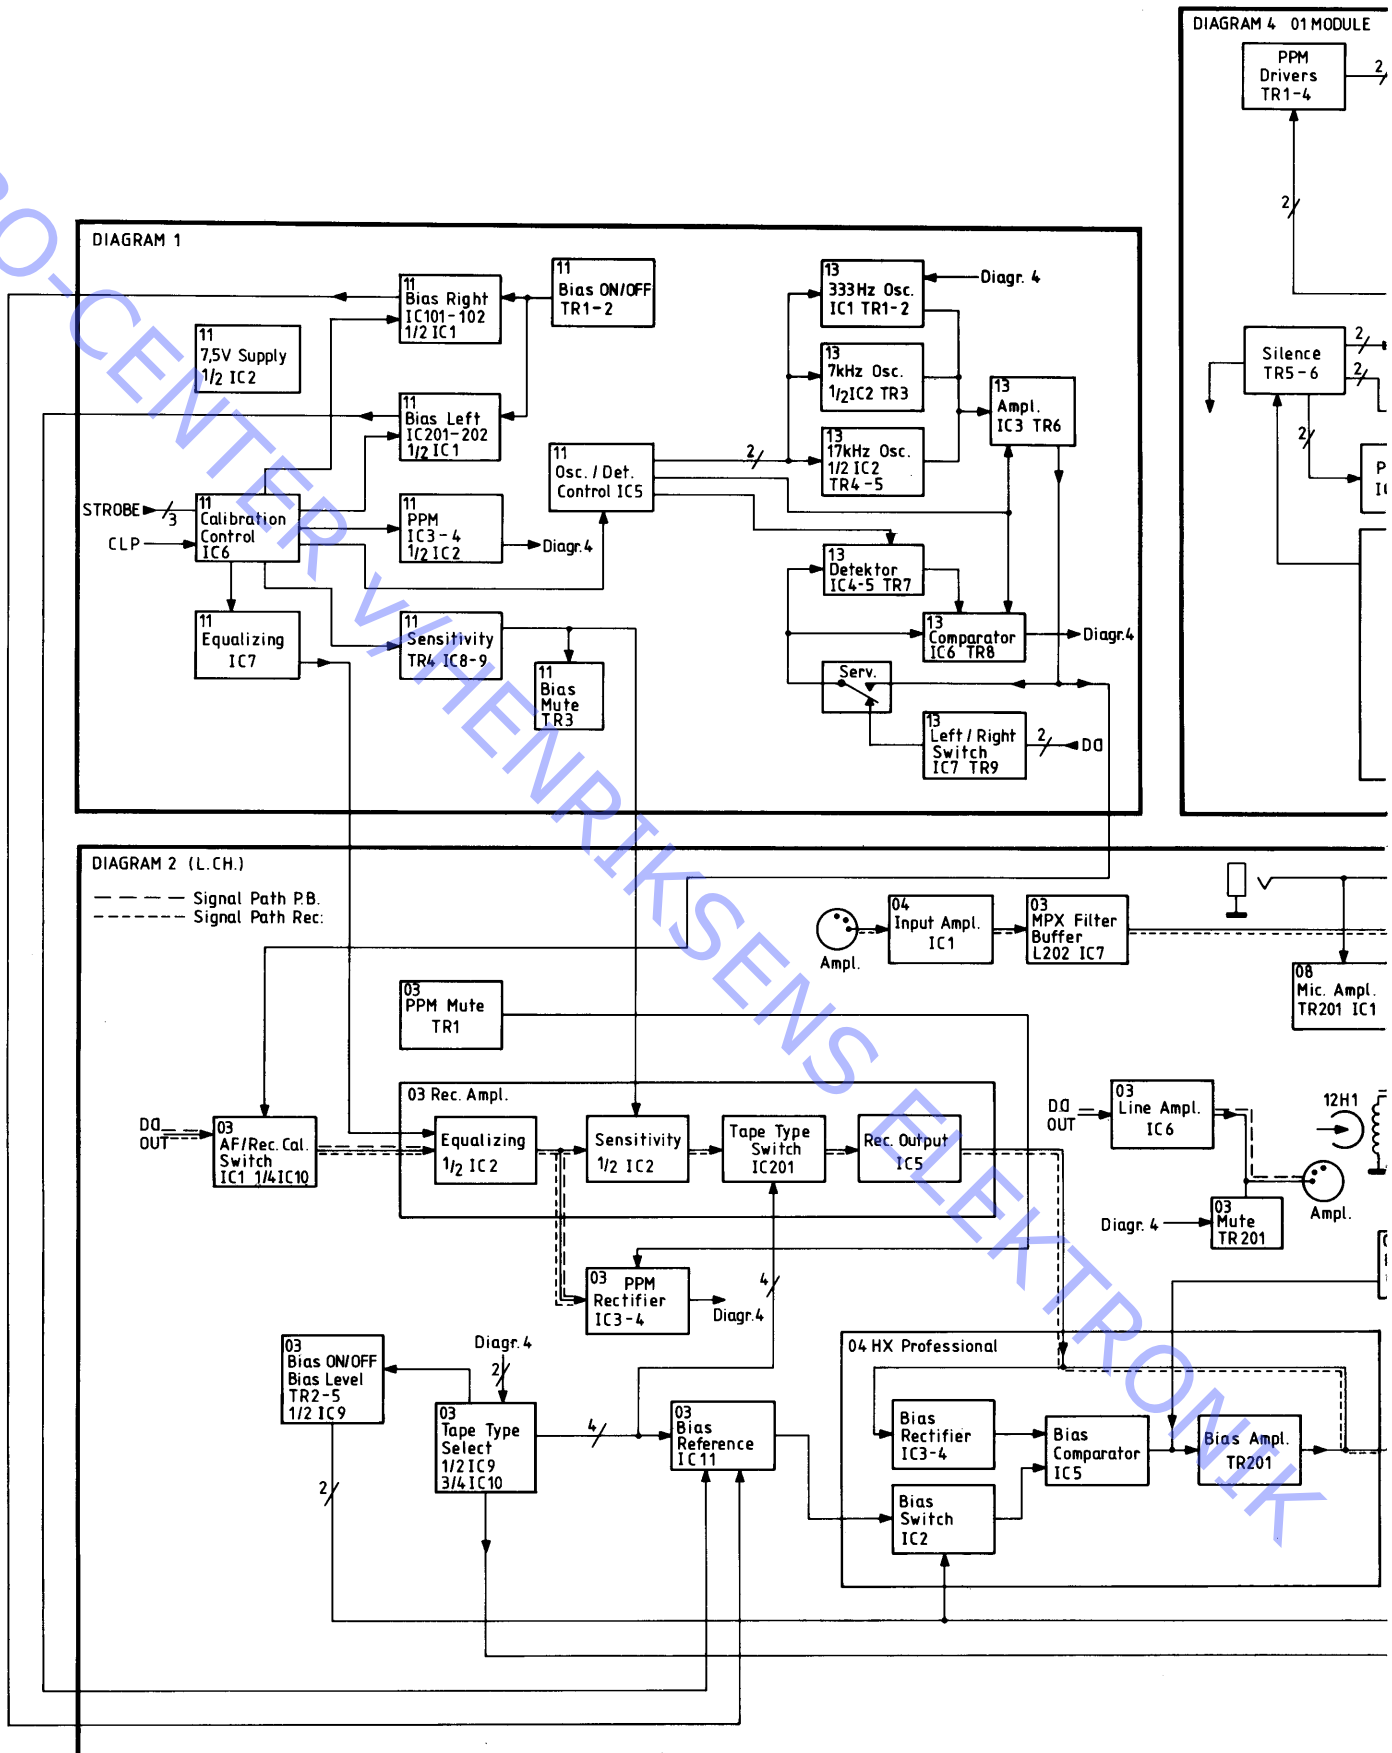 DIAGRAM 4 01 MODULE
PPM
Drivers
TR1-4
2
2
Silence
TR5-6
2
2
2
DIAGRAM 1
11
Bias Right
IC101-102
1/2 IC1
11
Bias ON/OFF
TR1-2
11
7,5V Supply
1/2 IC2
11
Bias Left
IC201-202
1/2 IC1
13
333Hz Osc.
IC1 TR1-2
Diagr. 4
13
7kHz Osc.
1/2IC2 TR3
13
17kHz Osc.
1/2 IC2
TR4-5
13
Ampl.
IC3 TR6
11
Osc./Det.
Control IC5
2
STROBE
3
CLP
11
Calibration
Control
IC6
11
PPM
IC3-4
1/2 IC2
Diagr.4
13
Detektor
IC4-5 TR7
11
Equalizing
IC7
11
Sensitivity
TR4 IC8-9
11
Bias
Mute
TR3
13
Comparator
IC6 TR8
Diagr.4
Serv.
13
Left/Right
Switch
IC7 TR9
2
DIAGRAM 2 (L.CH.)
Signal Path P.B.
Signal Path Rec:
Ampl.
04
Input Ampl.
IC1
03
MPX Filter
Buffer
L202 IC7
08
Mic. Ampl.
TR201 IC1
03
PPM Mute
TR1
OUT
03
AF/Rec.Cal.
Switch
IC1 1/4IC10
03 Rec. Ampl.
Equalizing
1/2 IC2
Sensitivity
1/2 IC2
Tape Type
Switch
IC201
Rec. Output
IC5
OUT
03
Line Ampl.
IC6
12H1
Ampl.
Diagr. 4
03
Mute
TR201
03 PPM
Rectifier
IC3-4
Diagr.4
4
03
Bias ON/OFF
Bias Level
TR2-5
1/2 IC9
Diagr.4
2
03
Tape Type
Select
1/2 IC9
3/4 IC10
4
03
Bias
Reference
IC11
2
04 HX Professional
Bias
Rectifier
IC3-4
Bias
Comparator
IC5
Bias Ampl.
TR201
Bias
Switch
IC2
RO-CENTER v/HENRIKSENS ELEKTRONIK